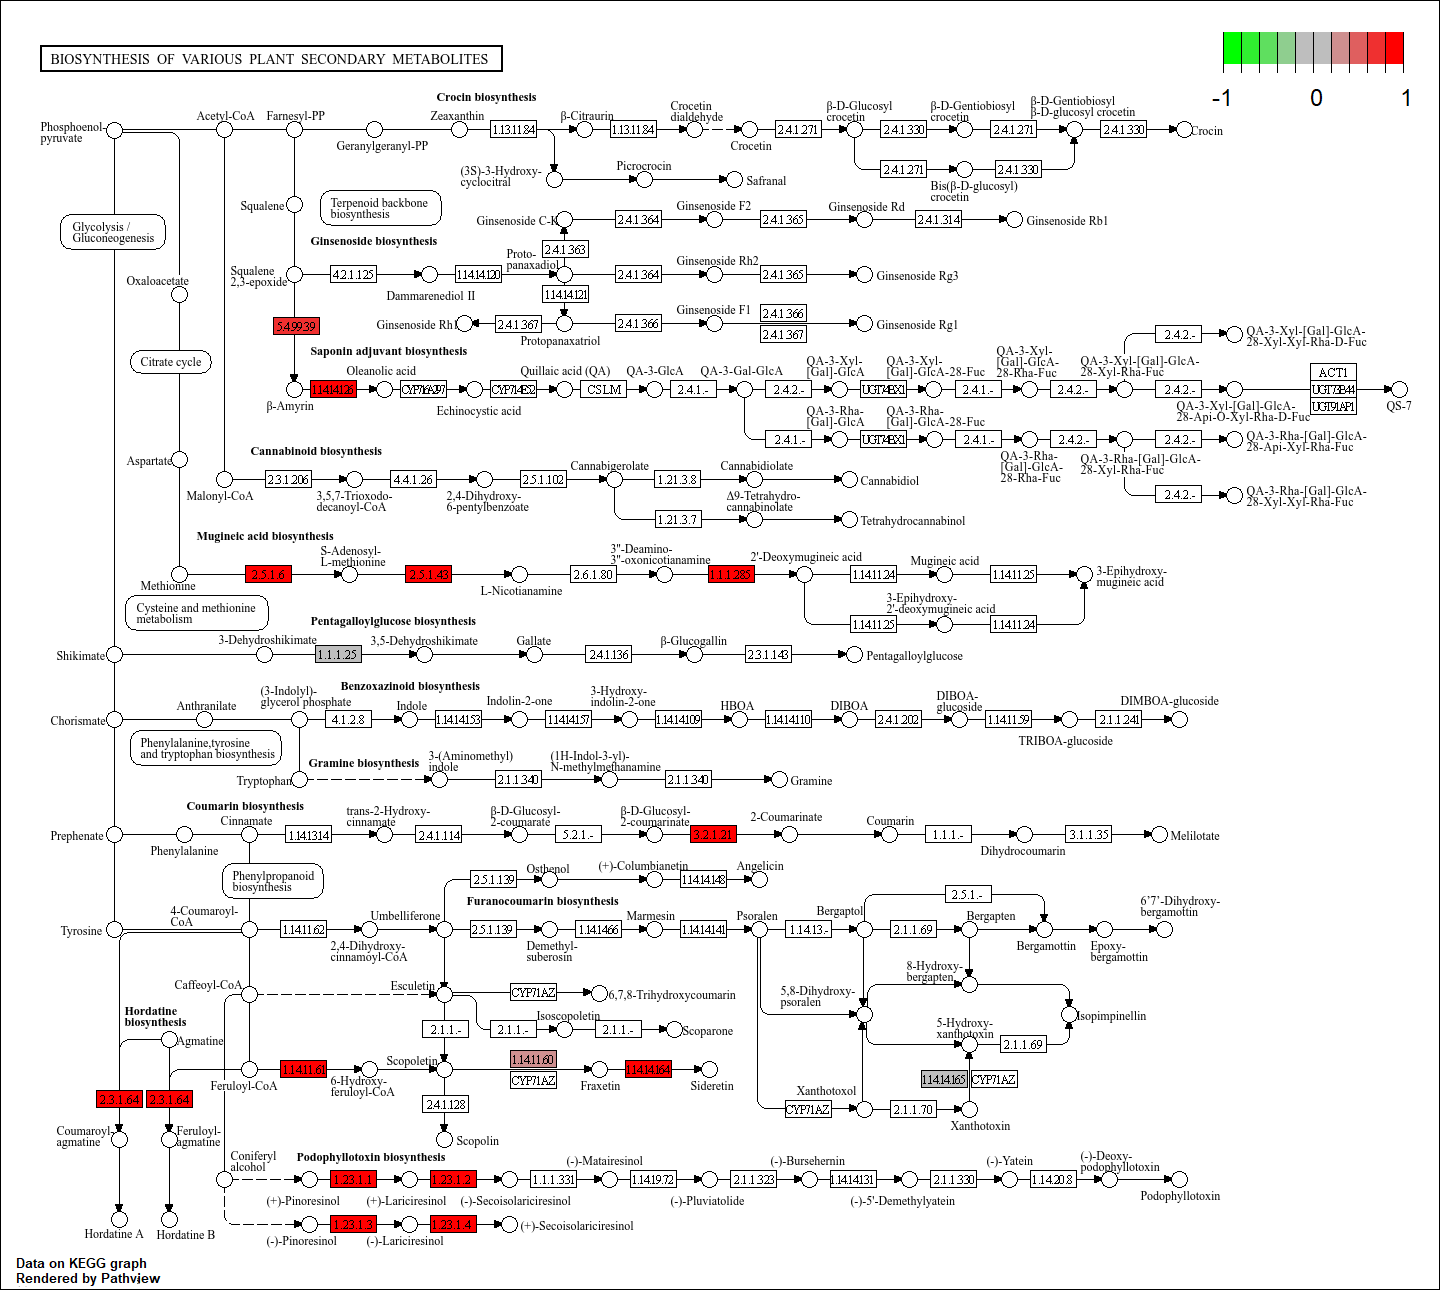 BIOSYNTHESIS OF VARIOUS PLANT SECONDARY METABOLITES
-1 0 1
Crocin biosynthesis
Phosphoenol
pyruvate
Acetyl-CoA
Farnesyl-PP
Geranylgeranyl-PP
Zeaxanthin
1.13.11.84
β-Citraurin
1.13.11.84
Crocetin
dialdehyde
Crocetin
2.4.1.271
β-D-Glucosyl
crocetin
2.4.1.330
β-D-Gentiobiosyl
crocetin
2.4.1.271
β-D-Gentiobiosyl
β-D-glucosyl crocetin
2.4.1.330
Crocin
2.4.1.271
Bis(β-D-glucosyl)
crocetin
2.4.1.330
(3S)-3-Hydroxy-
cyclocitral
Picrocrocin
Safranal
Squalene
Terpenoid backbone
biosynthesis
Glycolysis /
Gluconeogenesis
Ginsenoside biosynthesis
Ginsenoside C-K
2.4.1.364
Ginsenoside F2
2.4.1.365
Ginsenoside Rd
2.4.1.314
Ginsenoside Rb1
2.4.1.363
Squalene
2,3-epoxide
4.2.1.125
Dammarenediol II
1.14.14.120
Proto-
panaxadiol
2.4.1.364
Ginsenoside Rh2
2.4.1.365
Ginsenoside Rg3
1.14.14.121
Oxaloacetate
5.4.99.39
Ginsenoside Rh1
2.4.1.367
Protopanaxatriol
2.4.1.366
Ginsenoside F1
2.4.1.366
2.4.1.367
Ginsenoside Rg1
Citrate cycle
Saponin adjuvant biosynthesis
β-Amyrin
1.14.14.126
Oleanolic acid
CYP716A297
Echinocystic acid
Quillaic acid (QA)
CSLM
QA-3-GlcA
2.4.1.-
QA-3-Gal-GlcA
2.4.2.-
QA-3-Xyl-
[Gal]-GlcA
UGT74BX1
QA-3-Xyl-
[Gal]-GlcA-28-Fuc
2.4.1.-
QA-3-Xyl-
[Gal]-GlcA-
28-Rha-Fuc
2.4.2.-
QA-3-Xyl-[Gal]-GlcA-
28-Xyl-Rha-Fuc
2.4.2.-
QA-3-Xyl-[Gal]-GlcA-
28-Xyl-Xyl-Rha-D-Fuc
2.4.2.-
QA-3-Xyl-[Gal]-GlcA-
28-Api-O-Xyl-Rha-D-Fuc
ACT1
UGT73B44
UGT91AP1
QS-7
2.4.1.-
QA-3-Rha-
[Gal]-GlcA
UGT74BX1
QA-3-Rha-
[Gal]-GlcA-28-Fuc
2.4.1.-
QA-3-Rha-
[Gal]-GlcA-
28-Rha-Fuc
2.4.2.-
QA-3-Rha-[Gal]-GlcA-
28-Xyl-Rha-Fuc
2.4.2.-
QA-3-Rha-[Gal]-GlcA-
28-Api-Xyl-Rha-Fuc
2.4.2.-
QA-3-Rha-[Gal]-GlcA-
28-Xyl-Xyl-Rha-Fuc
Aspartate
Cannabinoid biosynthesis
Malonyl-CoA
2.3.1.206
3,5,7-Trioxodo-
decanoyl-CoA
4.4.1.26
2,4-Dihydroxy-
6-pentylbenzoate
2.5.1.102
Cannabigerolate
1.21.3.8
Cannabidiolate
Cannabidiol
1.21.3.7
Δ9-Tetrahydro-
cannabinolate
Tetrahydrocannabinol
Mugineic acid biosynthesis
Methionine
2.5.1.6
S-Adenosyl-
L-methionine
2.5.1.43
L-Nicotianamine
2.6.1.80
3"-Deamino-
3"-oxonicotianamine
1.1.1.285
2'-Deoxymugineic acid
1.14.11.24
Mugineic acid
1.14.11.25
3-Epihydroxy-
mugineic acid
1.14.11.25
3-Epihydroxy-
2'-deoxymugineic acid
1.14.11.24
Cysteine and methionine
metabolism
Pentagalloylglucose biosynthesis
Shikimate
3-Dehydroshikimate
1.1.1.25
3,5-Dehydroshikimate
Gallate
2.4.1.136
β-Glucogallin
2.3.1.143
Pentagalloylglucose
Benzoxazinoid biosynthesis
Chorismate
Anthranilate
(3-Indolyl)-
glycerol phosphate
4.1.2.8
Indole
1.14.14.153
Indolin-2-one
1.14.14.157
3-Hydroxy-
indolin-2-one
1.14.14.109
HBOA
1.14.14.110
DIBOA
2.4.1.202
DIBOA-
glucoside
1.14.11.59
TRIBOA-glucoside
2.1.1.241
DIMBOA-glucoside
Phenylalanine,tyrosine
and tryptophan biosynthesis
Gramine biosynthesis
Tryptophan
3-(Aminomethyl)
indole
2.1.1.340
(1H-Indol-3-yl)-
N-methylmethanamine
2.1.1.340
Gramine
Coumarin biosynthesis
Prephenate
Phenylalanine
Cinnamate
1.14.13.14
trans-2-Hydroxy-
cinnamate
2.4.1.114
β-D-Glucosyl-
2-coumarate
5.2.1.-
β-D-Glucosyl-
2-coumarinate
3.2.1.21
2-Coumarinate
Coumarin
1.1.1.-
Dihydrocoumarin
3.1.1.35
Melilotate
Phenylpropanoid
biosynthesis
2.5.1.139
Osthenol
(+)-Columbianetin
1.14.14.148
Angelicin
Furanocoumarin biosynthesis
Tyrosine
4-Coumaroyl-
CoA
1.14.11.62
2,4-Dihydroxy-
cinnamoyl-CoA
Umbelliferone
2.5.1.139
Demethyl-
suberosin
1.14.14.66
Marmesin
1.14.14.141
Psoralen
1.14.13.-
Bergaptol
2.5.1.-
2.1.1.69
Bergapten
Bergamottin
Epoxy-
bergamottin
6'7'-Dihydroxy-
bergamottin
Caffeoyl-CoA
Esculetin
CYP71AZ
6,7,8-Trihydroxycoumarin
5,8-Dihydroxy-
psoralen
8-Hydroxy-
bergapten
Isopimpinellin
Hordatine
biosynthesis
Agmatine
2.1.1.-
2.1.1.-
Isoscopoletin
2.1.1.-
Scoparone
5-Hydroxy-
xanthotoxin
2.1.1.69
Feruloyl-CoA
1.14.11.61
6-Hydroxy-
feruloyl-CoA
Scopoletin
1.14.11.60
CYP71AZ
Fraxetin
1.14.14.164
Sideretin
1.14.14.165
CYP71AZ
2.3.1.64
2.3.1.64
2.4.1.128
Scopolin
Xanthotoxol
CYP71AZ
2.1.1.70
Xanthotoxin
Coumaroyl-
agmatine
Feruloyl-
agmatine
Coniferyl
alcohol
Podophyllotoxin biosynthesis
(+)-Pinoresinol
1.23.1.1
(+)-Lariciresinol
1.23.1.2
(-)-Secoisolariciresinol
1.1.1.331
(-)-Matairesinol
1.14.19.72
(-)-Pluviatolide
2.1.1.323
(-)-Bursehernin
1.14.14.131
(-)-5'-Demethylyatein
2.1.1.330
(-)-Yatein
1.14.20.8
(-)-Deoxy-
podophyllotoxin
Podophyllotoxin
(-)-Pinoresinol
1.23.1.3
(-)-Lariciresinol
1.23.1.4
(+)-Secoisolariciresinol
Hordatine A
Hordatine B
Data on KEGG graph
Rendered by Pathview